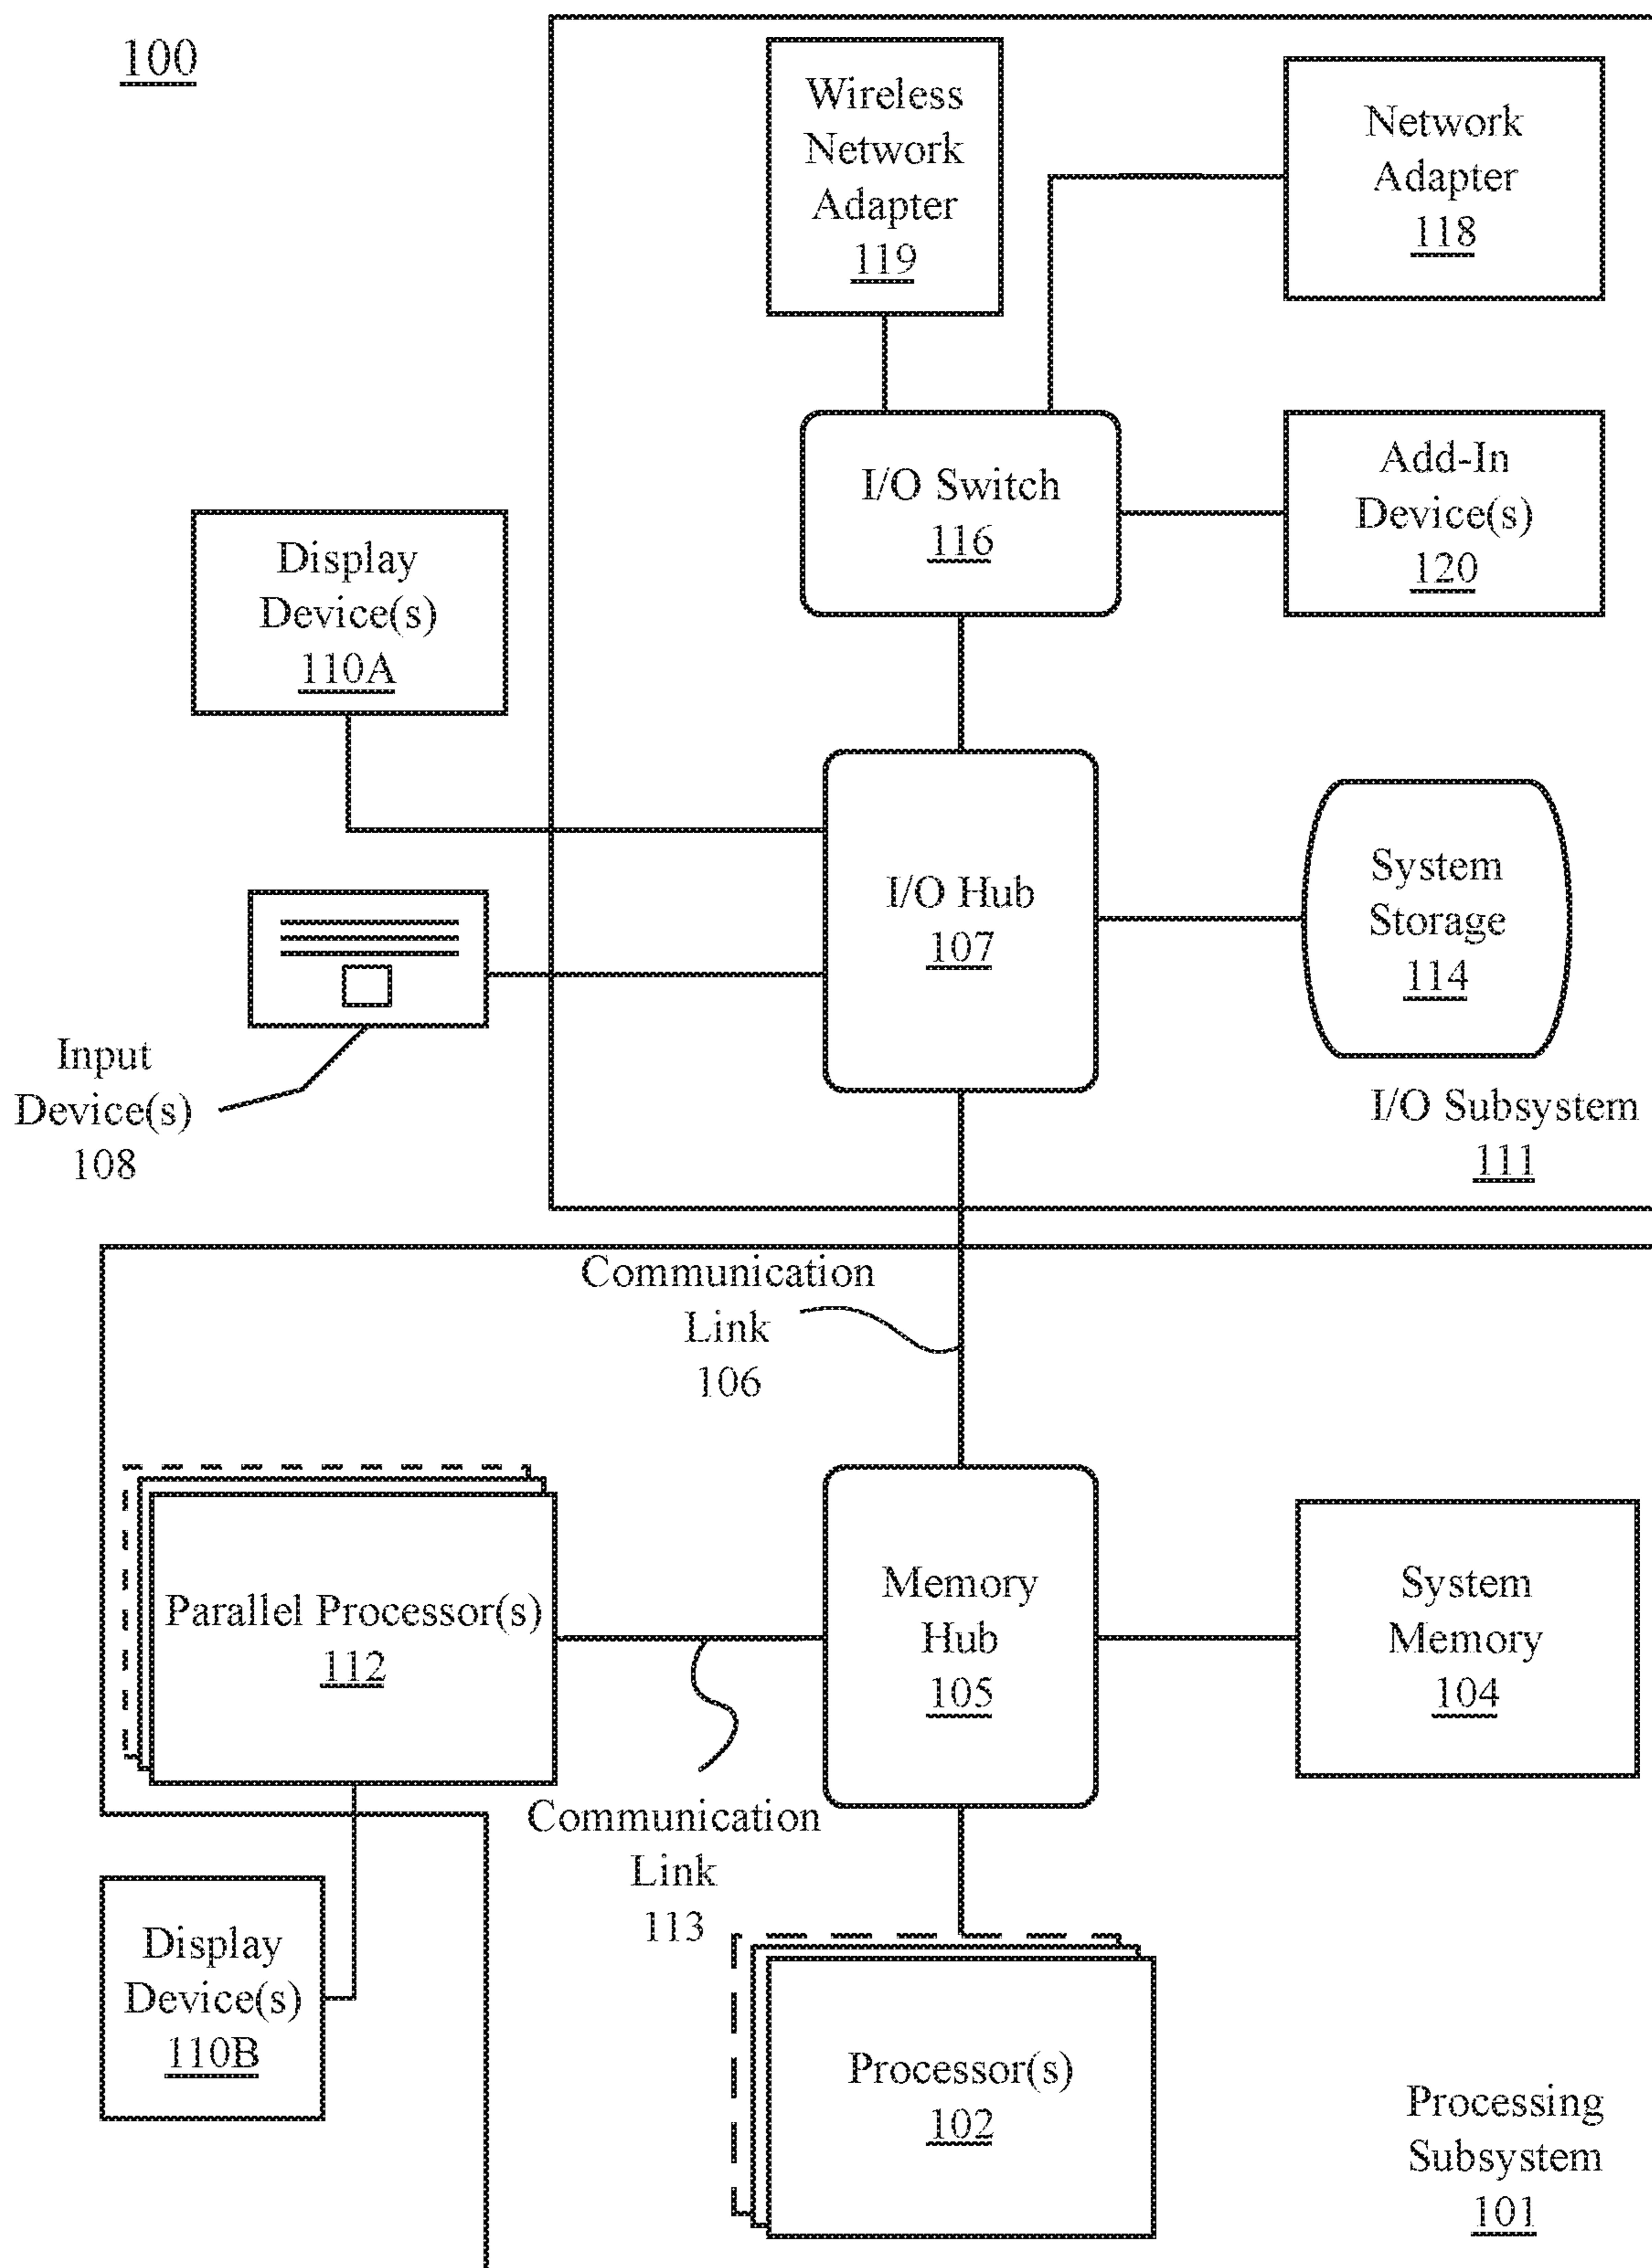 100
Wireless
Network
Adapter
119
Network
Adapter
118
I/O Switch
116
Add-In
Device(s)
120
Display
Device(s)
110A
I/O Hub
107
System
Storage
114
Input
Device(s)
108
I/O Subsystem
111
Communication
Link
106
Parallel Processor(s)
112
Memory
Hub
105
System
Memory
104
Communication
Link
113
Display
Device(s)
110B
Processor(s)
102
Processing
Subsystem
101